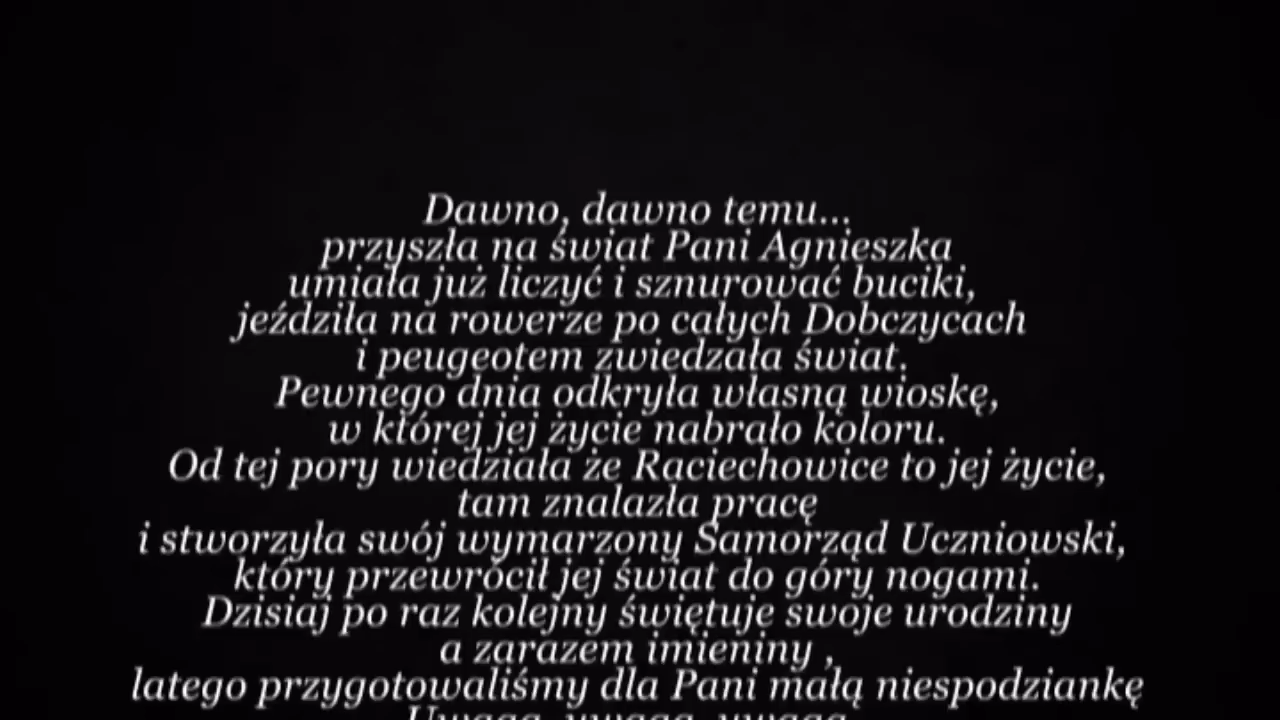 Dawno, dawno temu...
przyszła na świat Pani Agnieszka
umiała już liczyć i sznurować buciki,
jeździła na rowerze po całych Dobczycach
i peugeotem zwiedzała świat.
Pewnego dnia odkryła własną wioskę,
w której jej życie nabrało koloru.
Od tej pory wiedziała że Raciechowice to jej życie,
tam znalazła pracę
i stworzyła swój wymarzony Samorząd Uczniowski,
który przewrócił jej świat do góry nogami.
Dzisiaj po raz kolejny świętuje swoje urodziny
a zarazem imieniny ,
latego przygotowaliśmy dla Pani małą niespodziankę
Uwaga, uwaga, uwaga